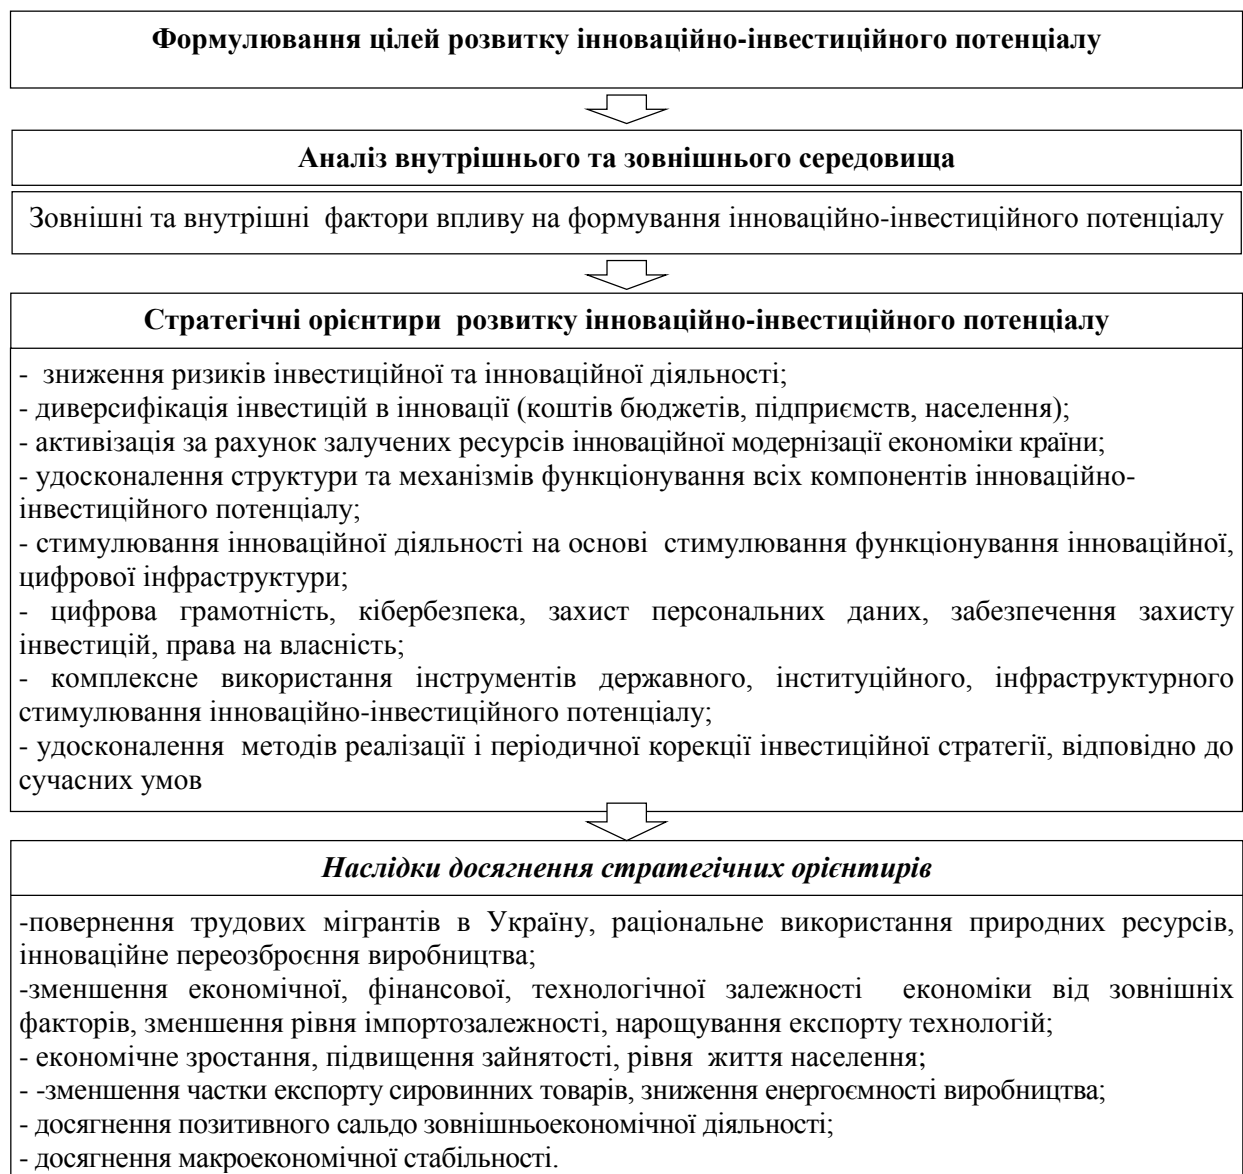 Формулювання цілей розвитку інноваційно-інвестиційного потенціалу
Аналіз внутрішнього та зовнішнього середовища
Зовнішні та внутрішні фактори впливу на формування інноваційно-інвестиційного потенціалу
Стратегічні орієнтири розвитку інноваційно-інвестиційного потенціалу
- зниження ризиків інвестиційної та інноваційної діяльності;
- диверсифікація інвестицій в інновації (коштів бюджетів, підприємств, населення);
- активізація за рахунок залучених ресурсів інноваційної модернізації економіки країни;
- удосконалення структури та механізмів функціонування всіх компонентів інноваційно-
інвестиційного потенціалу;
- стимулювання інноваційної діяльності на основі стимулювання функціонування інноваційної,
цифрової інфраструктури;
- цифрова грамотність, кібербезпека, захист персональних даних, забезпечення захисту
інвестицій, права на власність;
- комплексне використання інструментів державного, інституційного, інфраструктурного
стимулювання інноваційно-інвестиційного потенціалу;
- удосконалення методів реалізації і періодичної корекції інвестиційної стратегії, відповідно до
сучасних умов
Наслідки досягнення стратегічних орієнтирів
-повернення трудових мігрантів в Україну, раціональне використання природних ресурсів,
інноваційне переозброєння виробництва;
-зменшення економічної, фінансової, технологічної залежності економіки від зовнішніх
факторів, зменшення рівня імпортозалежності, нарощування експорту технологій;
- економічне зростання, підвищення зайнятості, рівня життя населення;
- -зменшення частки експорту сировинних товарів, зниження енергоємності виробництва;
- досягнення позитивного сальдо зовнішньоекономічної діяльності;
- досягнення макроекономічної стабільності.